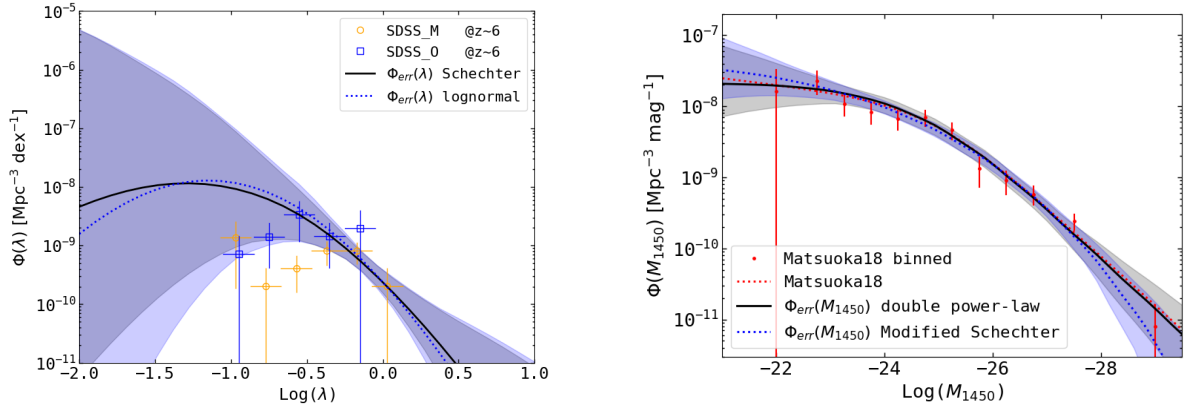 10⁻⁵
10⁻⁶
10⁻⁷
10⁻⁸
10⁻⁹
10⁻¹⁰
10⁻¹¹
Φ(λ) [Mpc⁻³ dex⁻¹]
SDSS_M @z~6
SDSS_O @z~6
Φerr(λ) Schechter
Φerr(λ) lognormal
−2.0 −1.5 −1.0 −0.5 0.0 0.5 1.0
Log(λ)
10⁻⁷
10⁻⁸
10⁻⁹
10⁻¹⁰
10⁻¹¹
Φ(M₁₄₅₀) [Mpc⁻³ mag⁻¹]
Matsuoka18 binned
Matsuoka18
Φerr(M₁₄₅₀) double power-law
Φerr(M₁₄₅₀) Modified Schechter
−22 −24 −26 −28
Log(M₁₄₅₀)